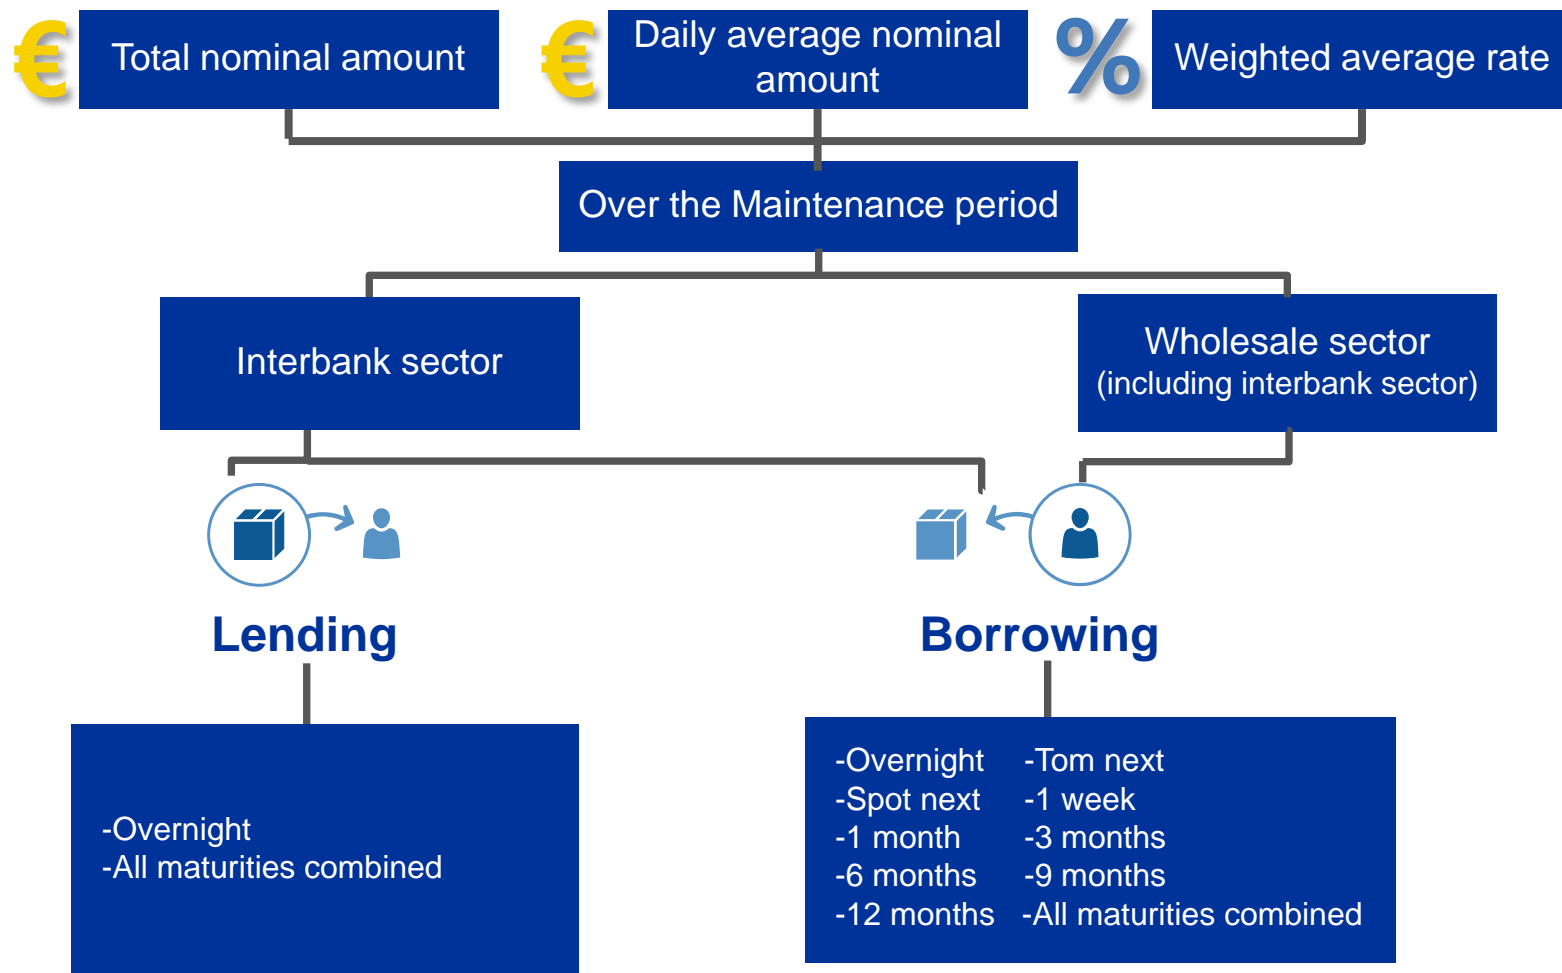 € Total nominal amount
€ Daily average nominal
amount
% Weighted average rate
Over the Maintenance period
Interbank sector
Wholesale sector
(including interbank sector)
Lending
Borrowing
-Overnight
-All maturities combined
-Overnight -Tom next
-Spot next -1 week
-1 month -3 months
-6 months -9 months
-12 months -All maturities combined